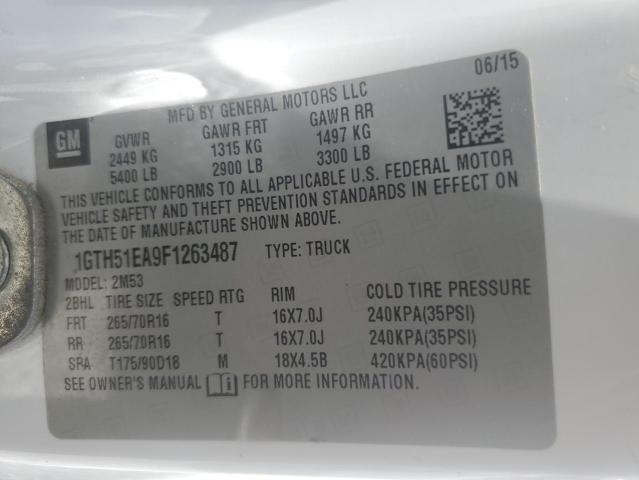 06/15
MFD BY GENERAL MOTORS LLC
GM
GVWR GAWR FRT GAWR RR
2449 KG 1315 KG 1497 KG
5400 LB 2900 LB 3300 LB
THIS VEHICLE CONFORMS TO ALL APPLICABLE U.S. FEDERAL MOTOR
VEHICLE SAFETY AND THEFT PREVENTION STANDARDS IN EFFECT ON
THE DATE OF MANUFACTURE SHOWN ABOVE.
1GTH51EA9F1263487 TYPE: TRUCK
MODEL: 2M53
2BHL TIRE SIZE SPEED RTG RIM COLD TIRE PRESSURE
FRT 265/70R16 T 16X7.0J 240KPA(35PSI)
RR 265/70R16 T 16X7.0J 240KPA(35PSI)
SPA T175/90D18 M 18X4.5B 420KPA(60PSI)
SEE OWNER'S MANUAL FOR MORE INFORMATION.